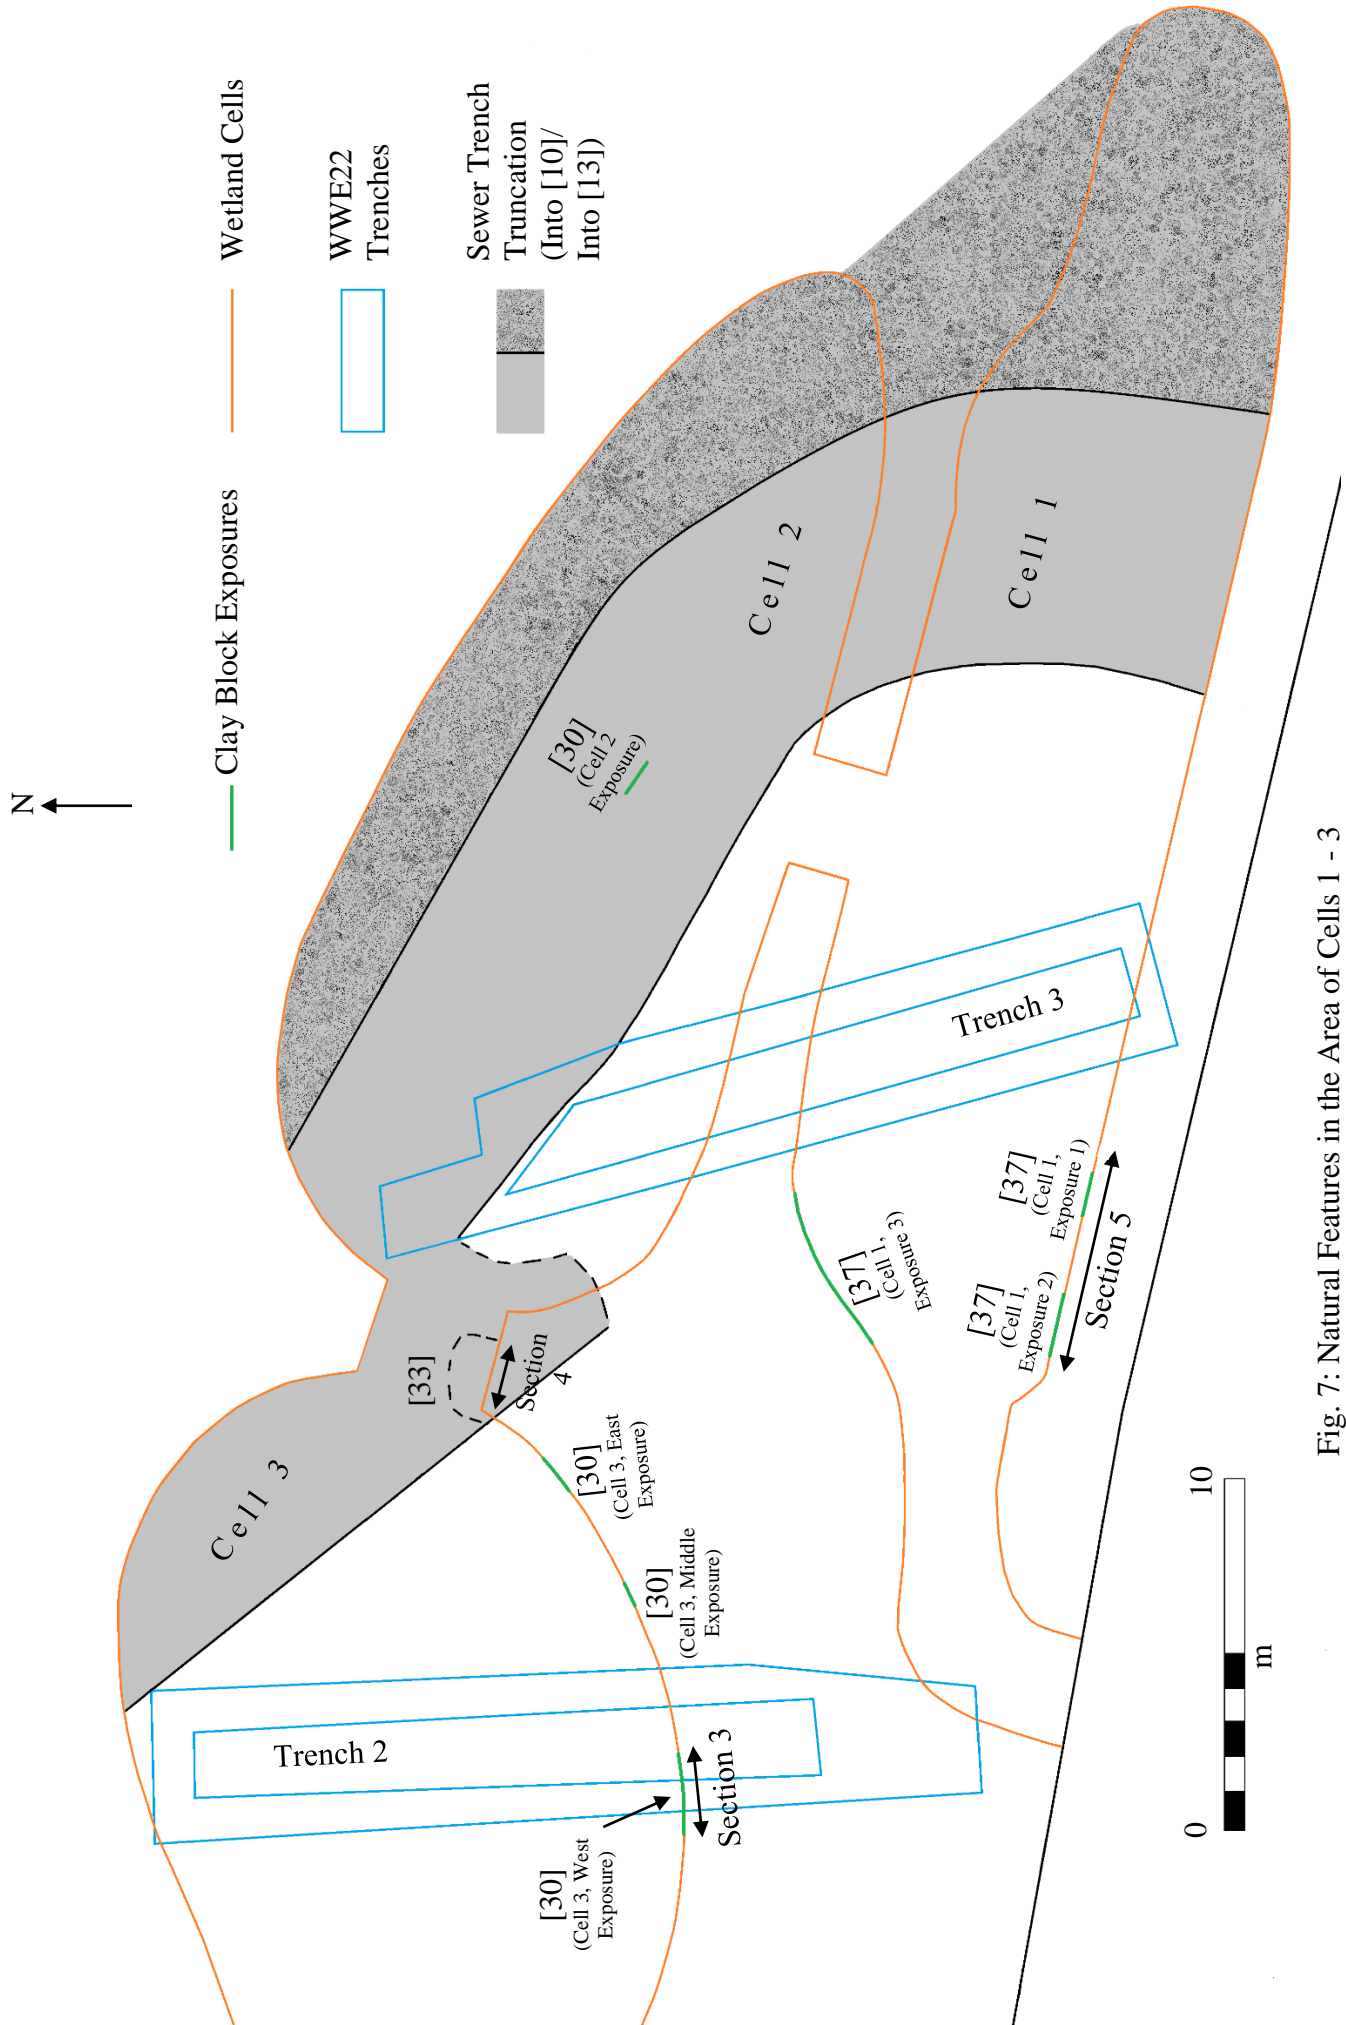 N
Clay Block Exposures
Wetland Cells
WWE22
Trenches
Sewer Trench
Truncation
(Into [10]/
Into [13])
Cell 3
Cell 2
Cell 1
[33]
Section
4
[30]
(Cell 2
Exposure)
[30]
(Cell 3, East
Exposure)
[30]
(Cell 3, Middle
Exposure)
[30]
(Cell 3, West
Exposure)
Trench 2
Section 3
Trench 3
[37]
(Cell 1,
Exposure 3)
[37]
(Cell 1,
Exposure 2)
[37]
(Cell 1,
Exposure 1)
Section 5
0
10
m
Fig. 7: Natural Features in the Area of Cells 1 - 3